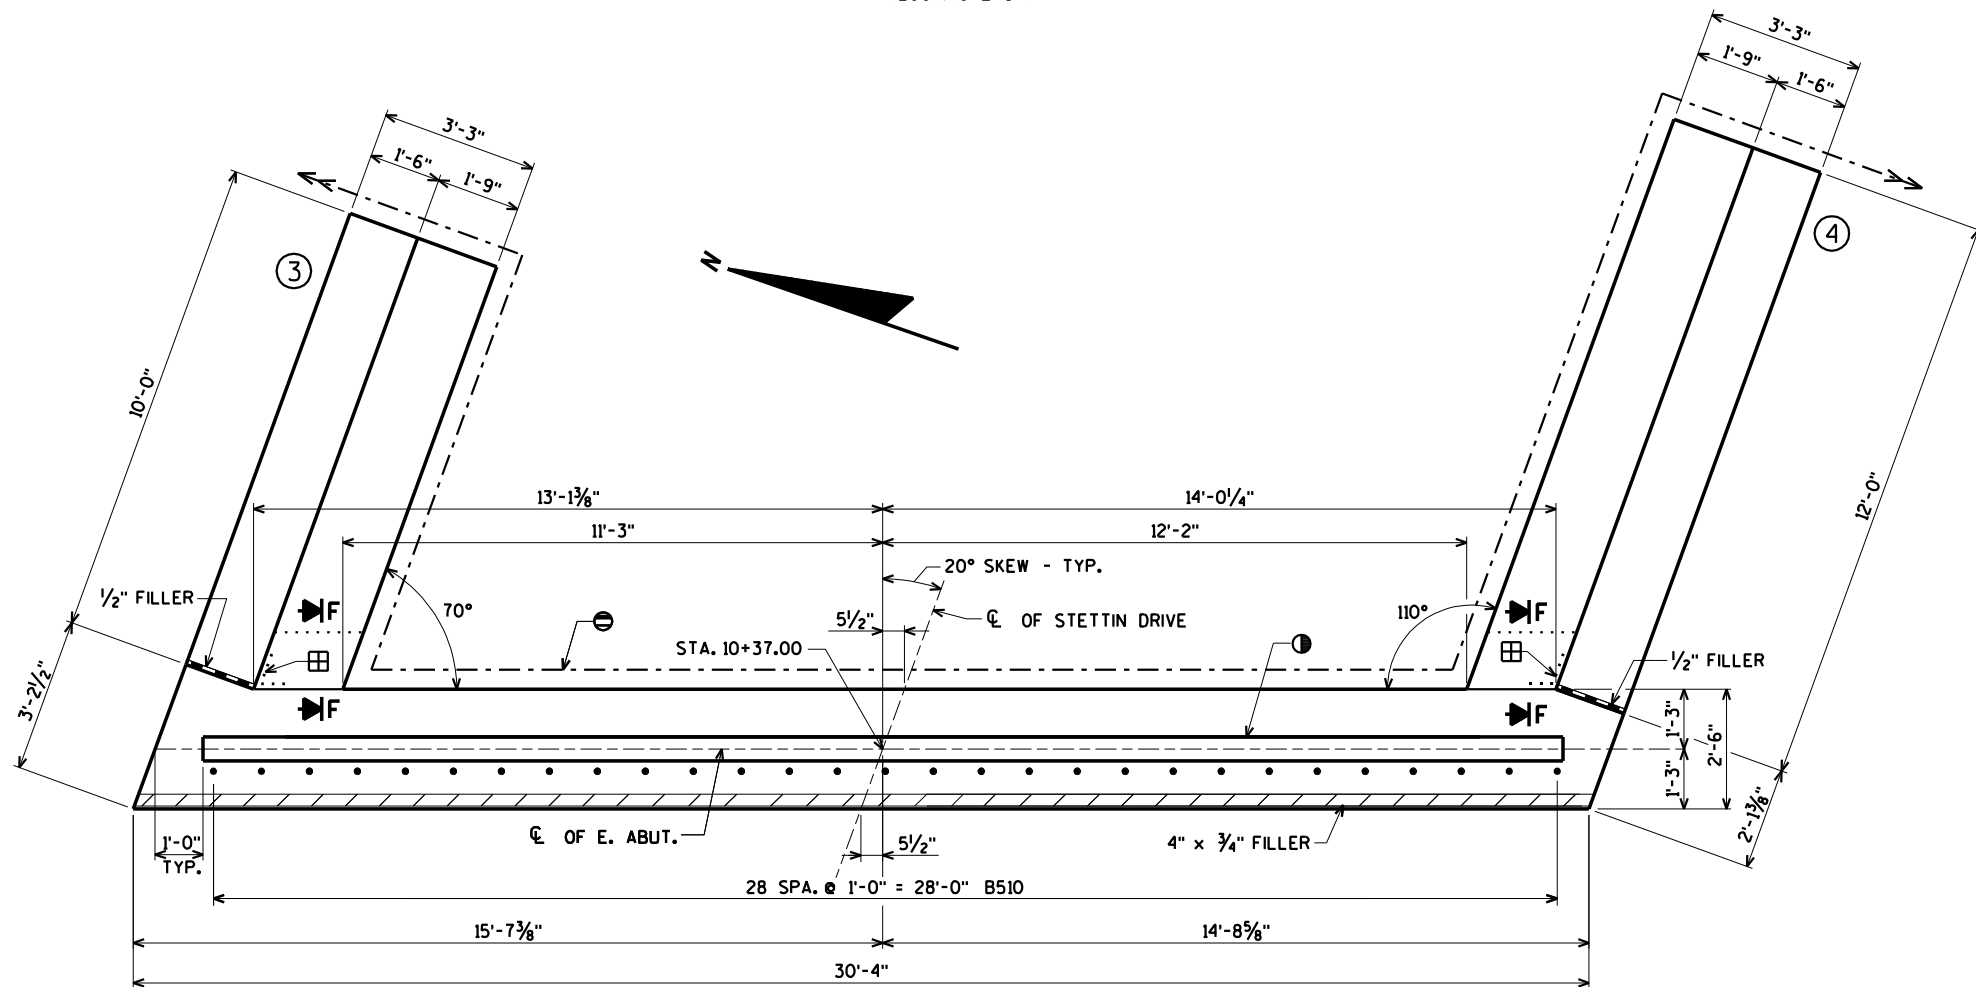 3'-3"
1'-9"
1'-6"
3'-3"
1'-6"
1'-9"
3
4
N
10'-0"
12'-0"
13'-1⅜"
14'-0¼"
11'-3"
12'-2"
20° SKEW - TYP.
½" FILLER
F
70°
5½"
℄ OF STETTIN DRIVE
110°
F
STA. 10+37.00
½" FILLER
3'-2½"
F
F
1'-3"
2'-6"
1'-3"
2'-1⅜"
1'-0"
TYP.
℄ OF E. ABUT.
5½"
4" x ¾" FILLER
28 SPA. @ 1'-0" = 28'-0" B510
15'-7⅜"
14'-8⅝"
30'-4"